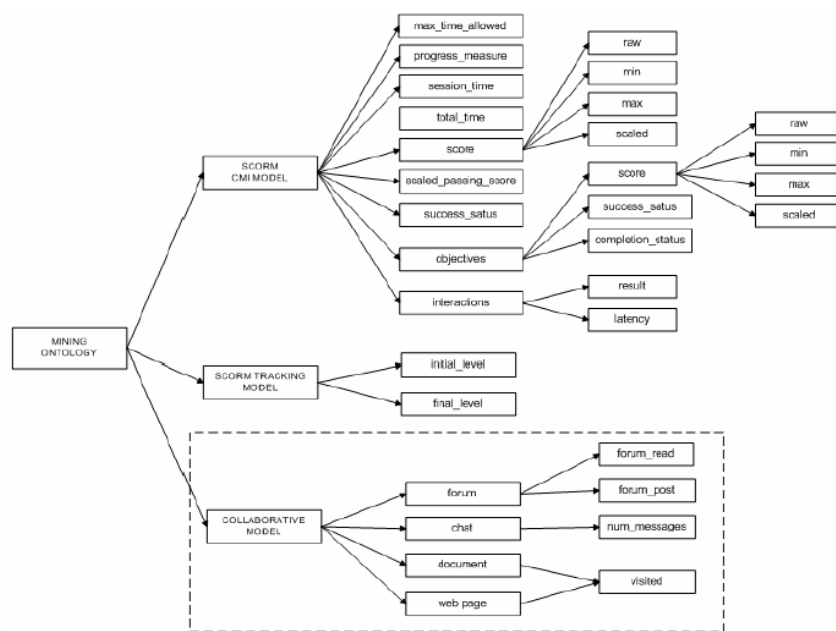 max_time_allowed
progress_measure
session_time
total_time
score
scaled_passing_score
success_satus
objectives
interactions
raw
min
max
scaled
score
success_satus
completion_status
result
latency
raw
min
max
scaled
SCORM
CMI MODEL
MINING
ONTOLOGY
SCORM TRACKING
MODEL
initial_level
final_level
COLLABORATIVE
MODEL
forum
chat
document
web page
forum_read
forum_post
num_messages
visited